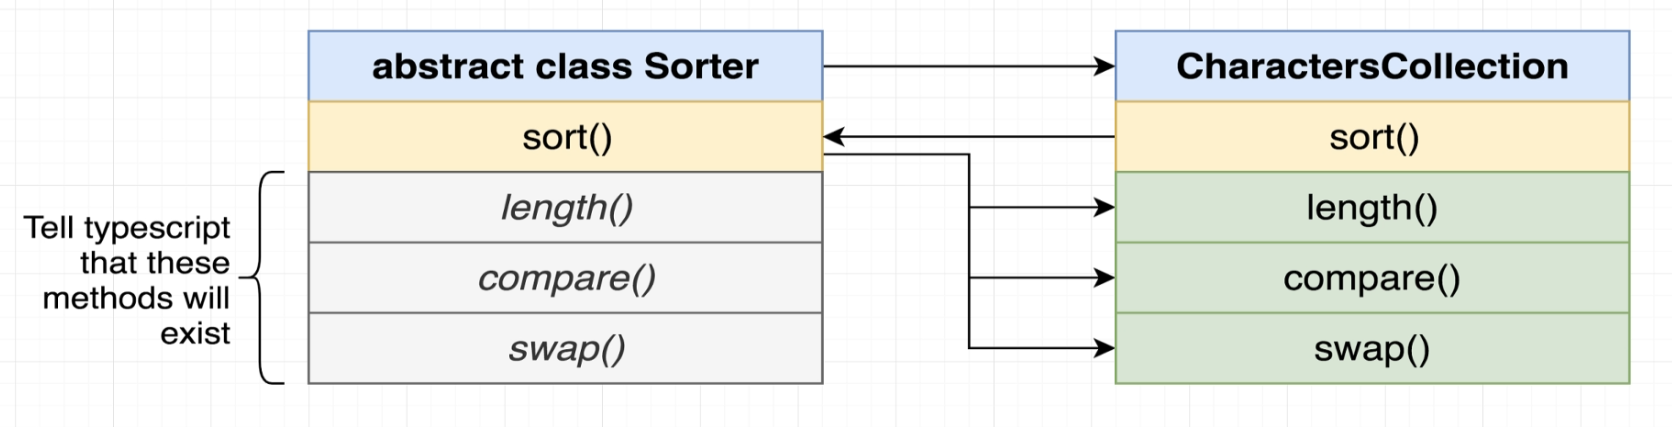 abstract class Sorter
CharactersCollection
sort()
sort()
length()
length()
Tell typescript
that these
methods will
exist
compare()
compare()
swap()
swap()